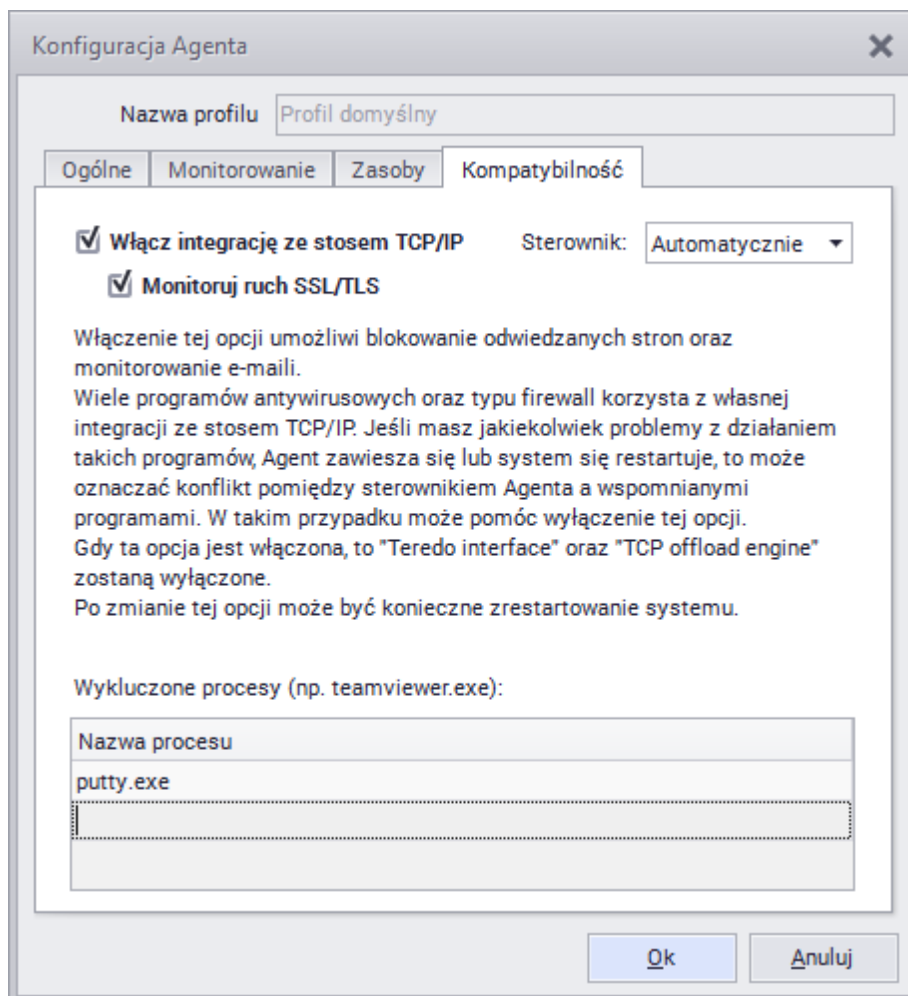 Konfiguracja Agenta
Nazwa profilu Profil domyślny
Ogólne Monitorowanie Zasoby Kompatybilność
Włącz integrację ze stosem TCP/IP Sterownik: Automatycznie
Monitoruj ruch SSL/TLS
Włączenie tej opcji umożliwi blokowanie odwiedzanych stron oraz
monitorowanie e-maili.
Wiele programów antywirusowych oraz typu firewall korzysta z własnej
integracji ze stosem TCP/IP. Jeśli masz jakiekolwiek problemy z działaniem
takich programów, Agent zawiesza się lub system się restartuje, to może
oznaczać konflikt pomiędzy sterownikiem Agenta a wspomnianymi
programami. W takim przypadku może pomóc wyłączenie tej opcji.
Gdy ta opcja jest włączona, to "Teredo interface" oraz "TCP offload engine"
zostaną wyłączone.
Po zmianie tej opcji może być konieczne zrestartowanie systemu.
Wykluczone procesy (np. teamviewer.exe):
Nazwa procesu
putty.exe
Ok Anuluj